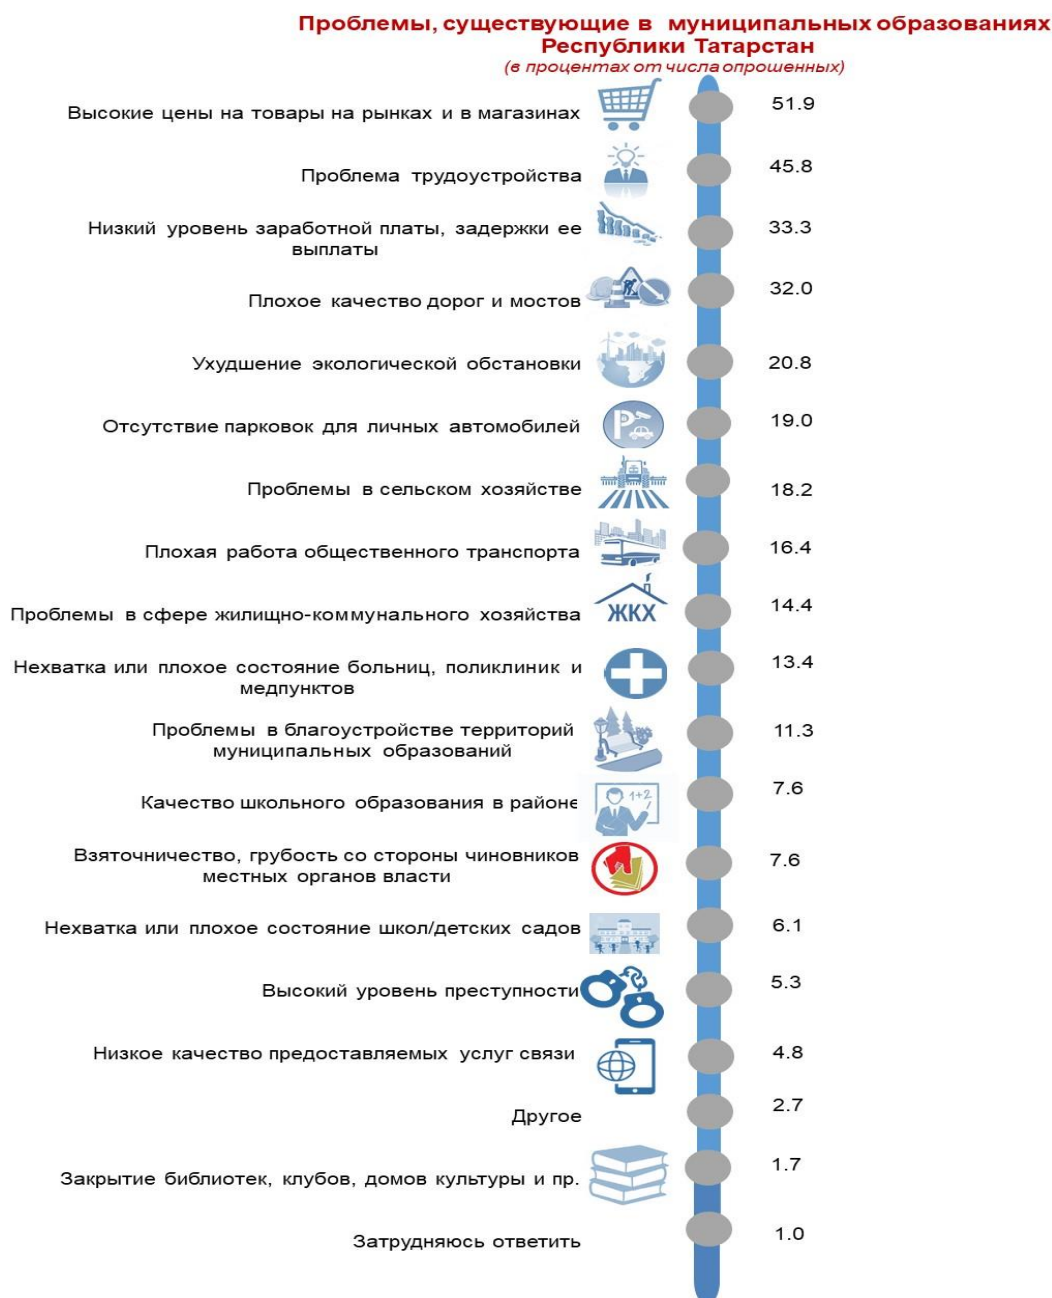 Проблемы, существующие в муниципальных образованиях
Республики Татарстан
(в процентах от числа опрошенных)
Высокие цены на товары на рынках и в магазинах 51.9
Проблема трудоустройства 45.8
Низкий уровень заработной платы, задержки ее
выплаты 33.3
Плохое качество дорог и мостов 32.0
Ухудшение экологической обстановки 20.8
Отсутствие парковок для личных автомобилей P 19.0
Проблемы в сельском хозяйстве 18.2
Плохая работа общественного транспорта 16.4
Проблемы в сфере жилищно-коммунального хозяйства ЖКХ 14.4
Нехватка или плохое состояние больниц, поликлиник и
медпунктов 13.4
Проблемы в благоустройстве территорий
муниципальных образований 11.3
Качество школьного образования в районе 1+2 7.6
Взяточничество, грубость со стороны чиновников
местных органов власти 7.6
Нехватка или плохое состояние школ/детских садов 6.1
Высокий уровень преступности 5.3
Низкое качество предоставляемых услуг связи 4.8
Другое 2.7
Закрытие библиотек, клубов, домов культуры и пр. 1.7
Затрудняюсь ответить 1.0